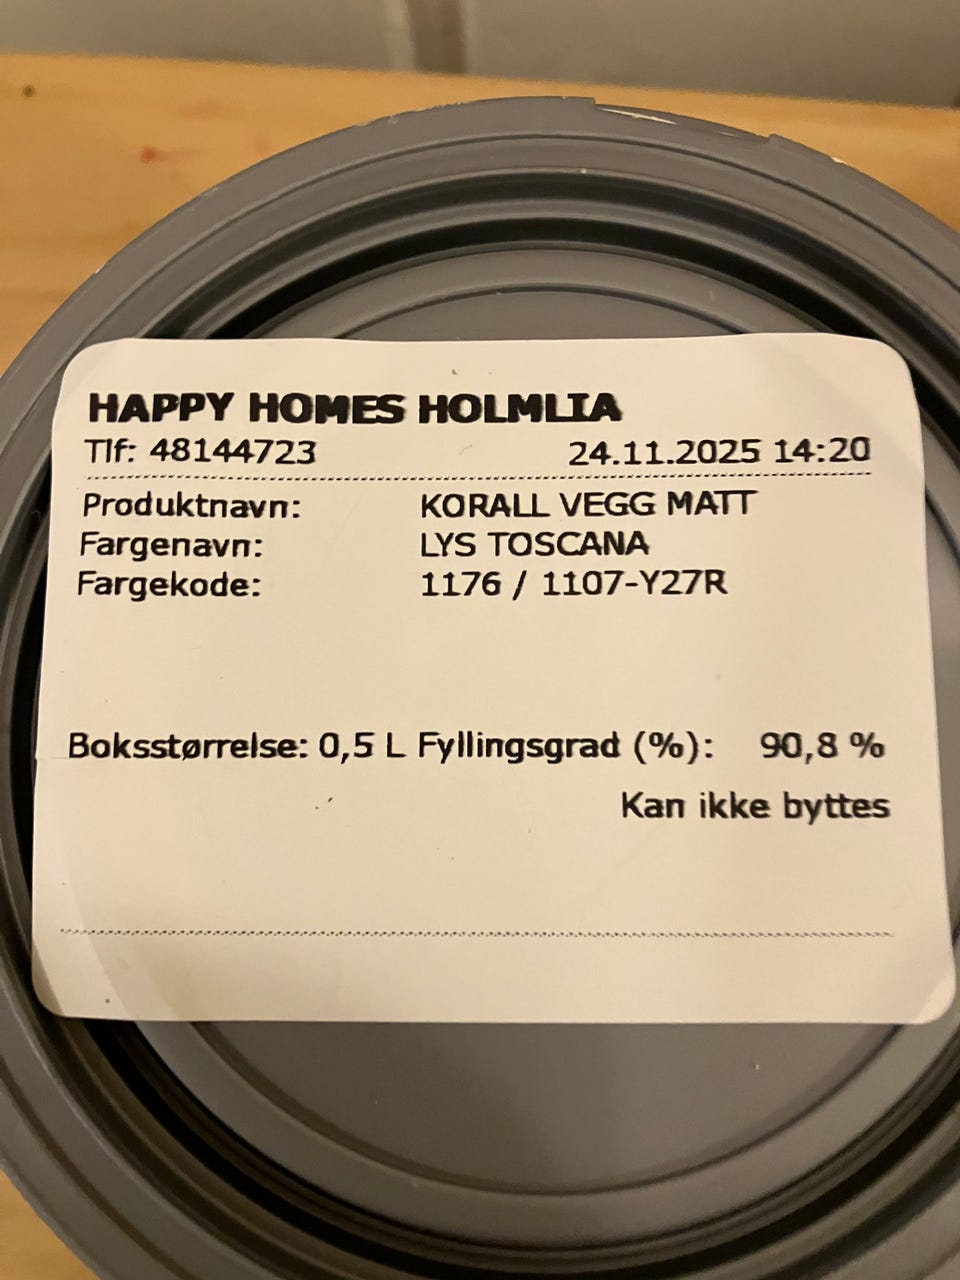 HAPPY HOMES HOLMLIA
Tlf: 48144723 24.11.2025 14:20
Produktnavn: KORALL VEGG MATT
Fargenavn: LYS TOSCANA
Fargekode: 1176 / 1107-Y27R
Boksstørrelse: 0,5 L Fyllingsgrad (%): 90,8 %
Kan ikke byttes